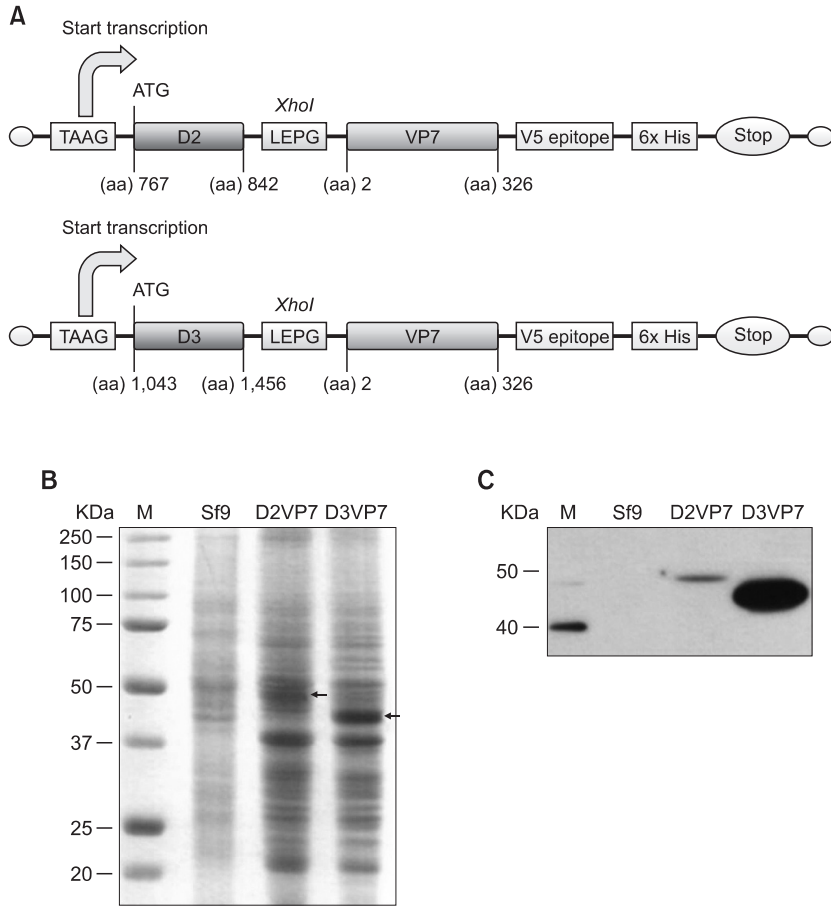 A
Start transcription
ATG
XhoI
TAAG D2 LEPG VP7 V5 epitope 6x His Stop
(aa) 767 (aa) 842 (aa) 2 (aa) 326
Start transcription
ATG
XhoI
TAAG D3 LEPG VP7 V5 epitope 6x His Stop
(aa) 1,043 (aa) 1,456 (aa) 2 (aa) 326
B
KDa M Sf9 D2VP7 D3VP7
250
150
100
75
50
37
25
20
C
KDa M Sf9 D2VP7 D3VP7
50
40